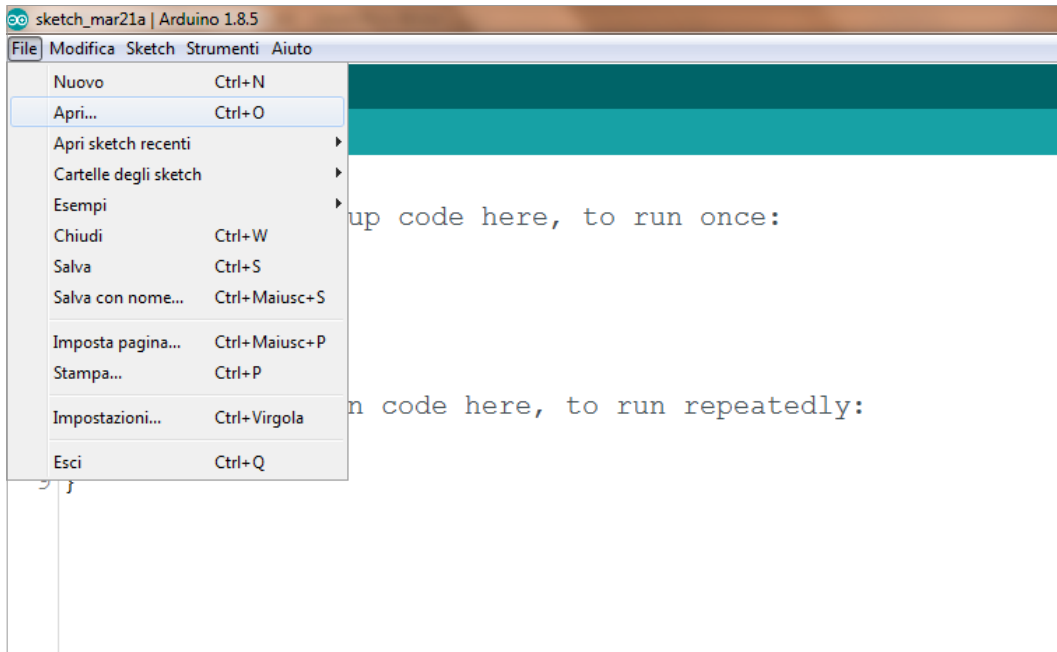 sketch_mar21a | Arduino 1.8.5
File Modifica Sketch Strumenti Aiuto
Nuovo Ctrl+N
Apri... Ctrl+O
Apri sketch recenti
Cartelle degli sketch
Esempi
up code here, to run once:
Chiudi Ctrl+W
Salva Ctrl+S
Salva con nome... Ctrl+Maiusc+S
Imposta pagina... Ctrl+Maiusc+P
Stampa... Ctrl+P
n code here, to run repeatedly:
Impostazioni... Ctrl+Virgola
Esci Ctrl+Q
9 }